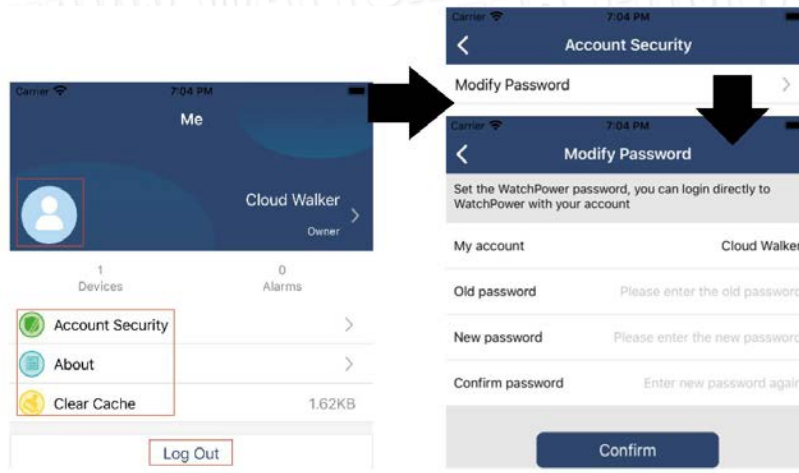 Carrier 7:04 PM
Me
Cloud Walker
Owner
1
Devices
0
Alarms
Account Security
About
Clear Cache 1.62KB
Log Out
Carrier 7:04 PM
Account Security
Modify Password
Carrier 7:04 PM
Modify Password
Set the WatchPower password, you can login directly to
WatchPower with your account
My account Cloud Walker
Old password Please enter the old password
New password Please enter the new password
Confirm password Enter new password again
Confirm